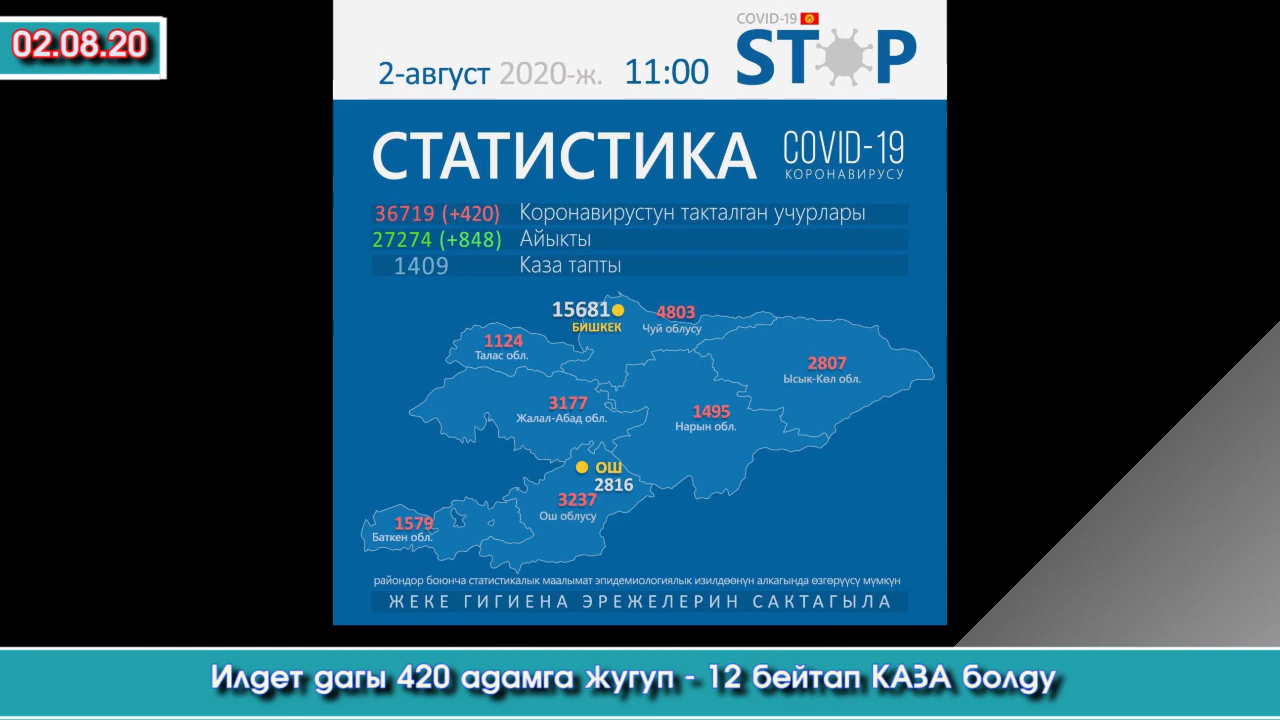 02.08.20
COVID-19
STOP
2-август 2020-ж. 11:00
СТАТИСТИКА
COVID-19
КОРОНАВИРУСУ
36719 (+420) Коронавирустун такталган учурлары
27274 (+848) Айыкты
1409 Каза тапты
15681
БИШКЕК
4803
Чуй облусу
1124
Талас обл.
2807
Ысык-Көл обл.
3177
Жалал-Абад обл.
1495
Нарын обл.
ОШ
2816
3237
Ош облусу
1579
Баткен обл.
райондор боюнча статистикалык маалымат эпидемиологиялык изилдөөнүн алкагында өзгөрүүсү мүмкүн
ЖЕКЕ ГИГИЕНА ЭРЕЖЕЛЕРИН САКТАГЫЛА
Илдет дагы 420 адамга жугуп - 12 бейтап КАЗА болду